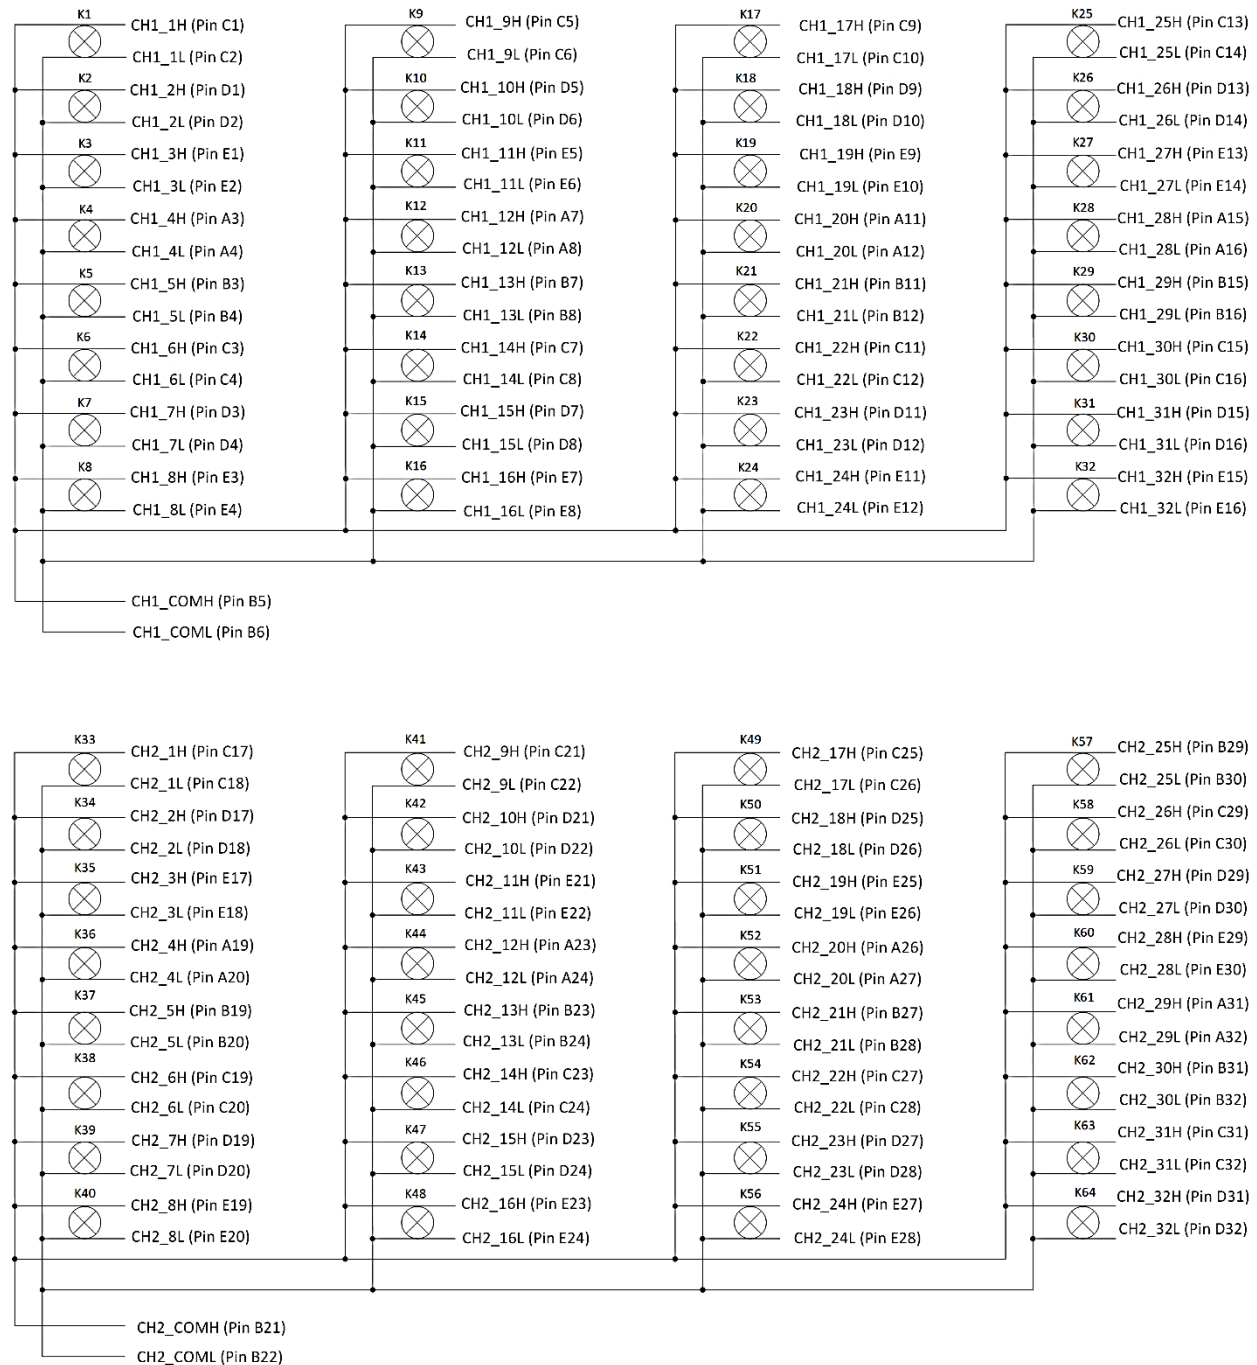 K1
CH1_1H (Pin C1)
CH1_1L (Pin C2)
K2
CH1_2H (Pin D1)
CH1_2L (Pin D2)
K3
CH1_3H (Pin E1)
CH1_3L (Pin E2)
K4
CH1_4H (Pin A3)
CH1_4L (Pin A4)
K5
CH1_5H (Pin B3)
CH1_5L (Pin B4)
K6
CH1_6H (Pin C3)
CH1_6L (Pin C4)
K7
CH1_7H (Pin D3)
CH1_7L (Pin D4)
K8
CH1_8H (Pin E3)
CH1_8L (Pin E4)
K9
CH1_9H (Pin C5)
CH1_9L (Pin C6)
K10
CH1_10H (Pin D5)
CH1_10L (Pin D6)
K11
CH1_11H (Pin E5)
CH1_11L (Pin E6)
K12
CH1_12H (Pin A7)
CH1_12L (Pin A8)
K13
CH1_13H (Pin B7)
CH1_13L (Pin B8)
K14
CH1_14H (Pin C7)
CH1_14L (Pin C8)
K15
CH1_15H (Pin D7)
CH1_15L (Pin D8)
K16
CH1_16H (Pin E7)
CH1_16L (Pin E8)
K17
CH1_17H (Pin C9)
CH1_17L (Pin C10)
K18
CH1_18H (Pin D9)
CH1_18L (Pin D10)
K19
CH1_19H (Pin E9)
CH1_19L (Pin E10)
K20
CH1_20H (Pin A11)
CH1_20L (Pin A12)
K21
CH1_21H (Pin B11)
CH1_21L (Pin B12)
K22
CH1_22H (Pin C11)
CH1_22L (Pin C12)
K23
CH1_23H (Pin D11)
CH1_23L (Pin D12)
K24
CH1_24H (Pin E11)
CH1_24L (Pin E12)
K25
CH1_25H (Pin C13)
CH1_25L (Pin C14)
K26
CH1_26H (Pin D13)
CH1_26L (Pin D14)
K27
CH1_27H (Pin E13)
CH1_27L (Pin E14)
K28
CH1_28H (Pin A15)
CH1_28L (Pin A16)
K29
CH1_29H (Pin B15)
CH1_29L (Pin B16)
K30
CH1_30H (Pin C15)
CH1_30L (Pin C16)
K31
CH1_31H (Pin D15)
CH1_31L (Pin D16)
K32
CH1_32H (Pin E15)
CH1_32L (Pin E16)
CH1_COMH (Pin B5)
CH1_COML (Pin B6)
K33
CH2_1H (Pin C17)
CH2_1L (Pin C18)
K34
CH2_2H (Pin D17)
CH2_2L (Pin D18)
K35
CH2_3H (Pin E17)
CH2_3L (Pin E18)
K36
CH2_4H (Pin A19)
CH2_4L (Pin A20)
K37
CH2_5H (Pin B19)
CH2_5L (Pin B20)
K38
CH2_6H (Pin C19)
CH2_6L (Pin C20)
K39
CH2_7H (Pin D19)
CH2_7L (Pin D20)
K40
CH2_8H (Pin E19)
CH2_8L (Pin E20)
K41
CH2_9H (Pin C21)
CH2_9L (Pin C22)
K42
CH2_10H (Pin D21)
CH2_10L (Pin D22)
K43
CH2_11H (Pin E21)
CH2_11L (Pin E22)
K44
CH2_12H (Pin A23)
CH2_12L (Pin A24)
K45
CH2_13H (Pin B23)
CH2_13L (Pin B24)
K46
CH2_14H (Pin C23)
CH2_14L (Pin C24)
K47
CH2_15H (Pin D23)
CH2_15L (Pin D24)
K48
CH2_16H (Pin E23)
CH2_16L (Pin E24)
K49
CH2_17H (Pin C25)
CH2_17L (Pin C26)
K50
CH2_18H (Pin D25)
CH2_18L (Pin D26)
K51
CH2_19H (Pin E25)
CH2_19L (Pin E26)
K52
CH2_20H (Pin A26)
CH2_20L (Pin A27)
K53
CH2_21H (Pin B27)
CH2_21L (Pin B28)
K54
CH2_22H (Pin C27)
CH2_22L (Pin C28)
K55
CH2_23H (Pin D27)
CH2_23L (Pin D28)
K56
CH2_24H (Pin E27)
CH2_24L (Pin E28)
K57
CH2_25H (Pin B29)
CH2_25L (Pin B30)
K58
CH2_26H (Pin C29)
CH2_26L (Pin C30)
K59
CH2_27H (Pin D29)
CH2_27L (Pin D30)
K60
CH2_28H (Pin E29)
CH2_28L (Pin E30)
K61
CH2_29H (Pin A31)
CH2_29L (Pin A32)
K62
CH2_30H (Pin B31)
CH2_30L (Pin B32)
K63
CH2_31H (Pin C31)
CH2_31L (Pin C32)
K64
CH2_32H (Pin D31)
CH2_32L (Pin D32)
CH2_COMH (Pin B21)
CH2_COML (Pin B22)